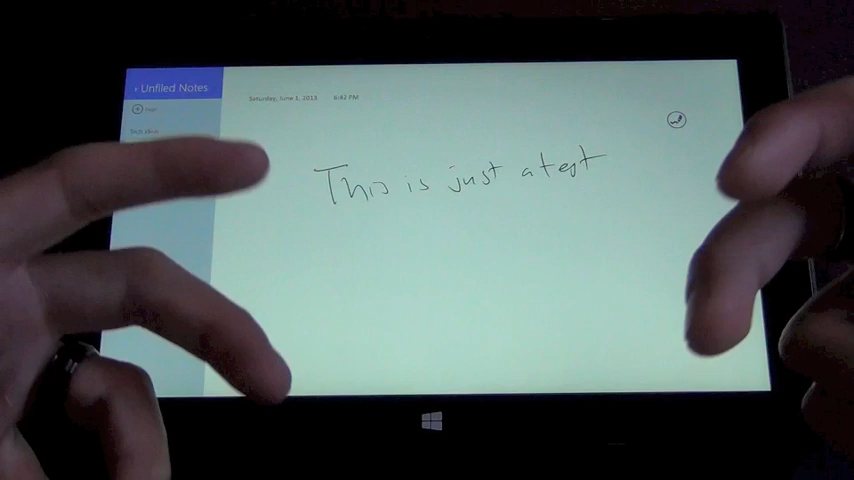 Unfiled Notes
Saturday, June 1, 2013 6:42 PM
This is just a test